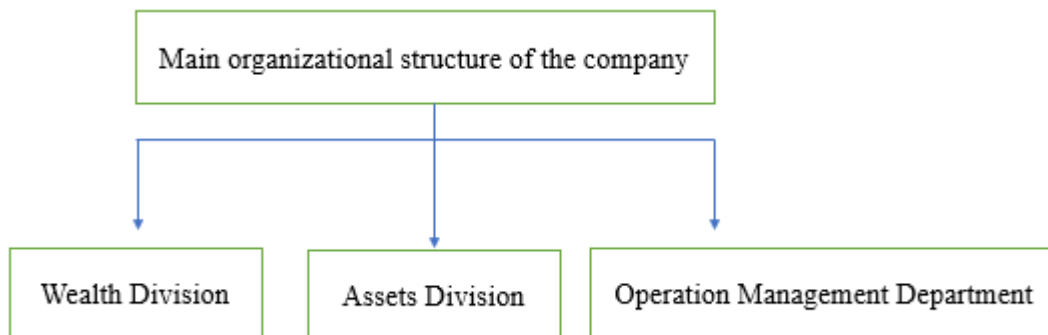 Main organizational structure of the company
Wealth Division
Assets Division
Operation Management Department